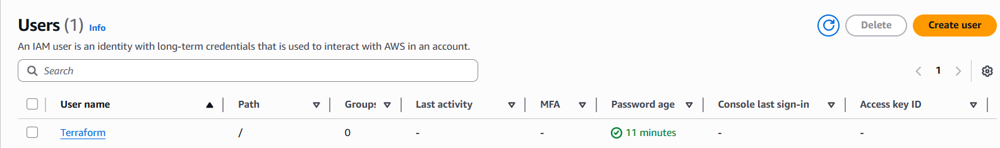 Users (1) Info
Delete
Create user
An IAM user is an identity with long-term credentials that is used to interact with AWS in an account.
Search
1
User name Path Groups Last activity MFA Password age Console last sign-in Access key ID
Terraform / 0 - - 11 minutes - -